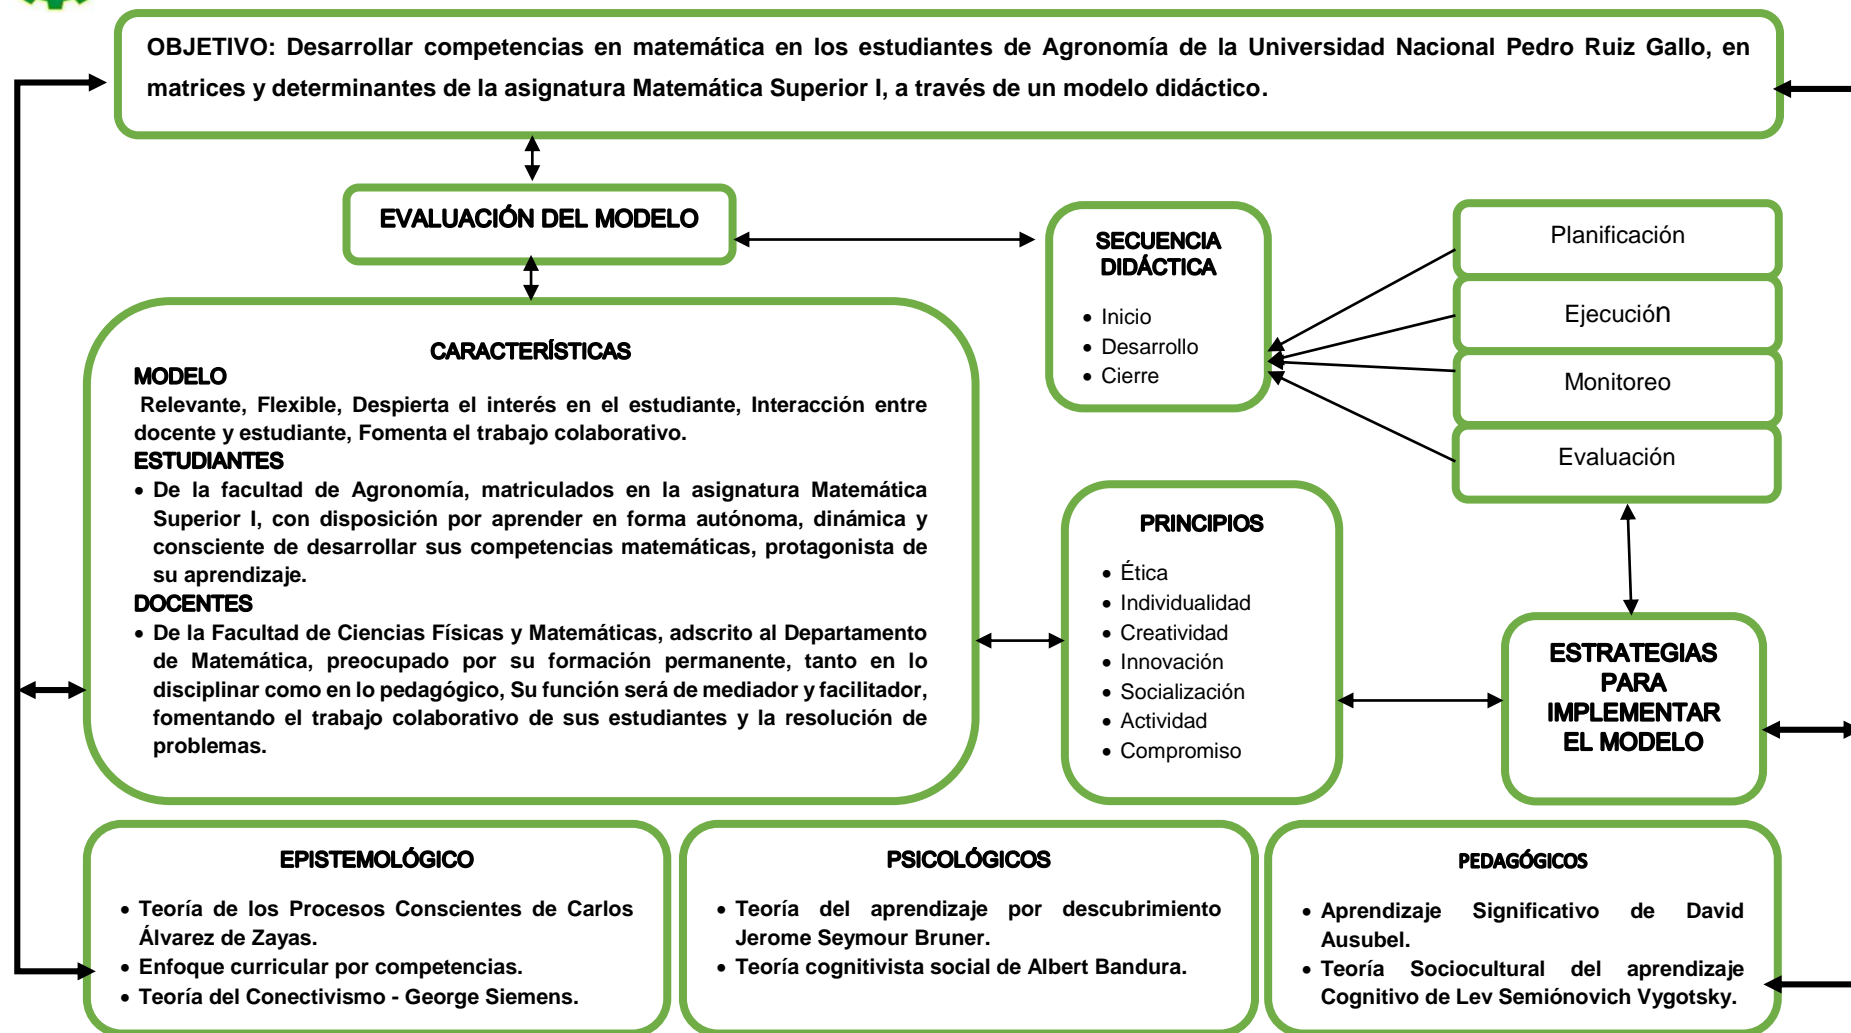 OBJETIVO: Desarrollar competencias en matemática en los estudiantes de Agronomía de la Universidad Nacional Pedro Ruiz Gallo, en
matrices y determinantes de la asignatura Matemática Superior I, a través de un modelo didáctico.
EVALUACIÓN DEL MODELO
SECUENCIA
DIDÁCTICA
• Inicio
• Desarrollo
• Cierre
Planificación
Ejecución
Monitoreo
Evaluación
CARACTERÍSTICAS
MODELO
Relevante, Flexible, Despierta el interés en el estudiante, Interacción entre
docente y estudiante, Fomenta el trabajo colaborativo.
ESTUDIANTES
• De la facultad de Agronomía, matriculados en la asignatura Matemática
Superior I, con disposición por aprender en forma autónoma, dinámica y
consciente de desarrollar sus competencias matemáticas, protagonista de
su aprendizaje.
DOCENTES
• De la Facultad de Ciencias Físicas y Matemáticas, adscrito al Departamento
de Matemática, preocupado por su formación permanente, tanto en lo
disciplinar como en lo pedagógico, Su función será de mediador y facilitador,
fomentando el trabajo colaborativo de sus estudiantes y la resolución de
problemas.
PRINCIPIOS
• Ética
• Individualidad
• Creatividad
• Innovación
• Socialización
• Actividad
• Compromiso
ESTRATEGIAS
PARA
IMPLEMENTAR
EL MODELO
EPISTEMOLÓGICO
• Teoría de los Procesos Conscientes de Carlos
Álvarez de Zayas.
• Enfoque curricular por competencias.
• Teoría del Conectivismo - George Siemens.
PSICOLÓGICOS
• Teoría del aprendizaje por descubrimiento
Jerome Seymour Bruner.
• Teoría cognitivista social de Albert Bandura.
PEDAGÓGICOS
• Aprendizaje Significativo de David
Ausubel.
• Teoría Sociocultural del aprendizaje
Cognitivo de Lev Semiónovich Vygotsky.